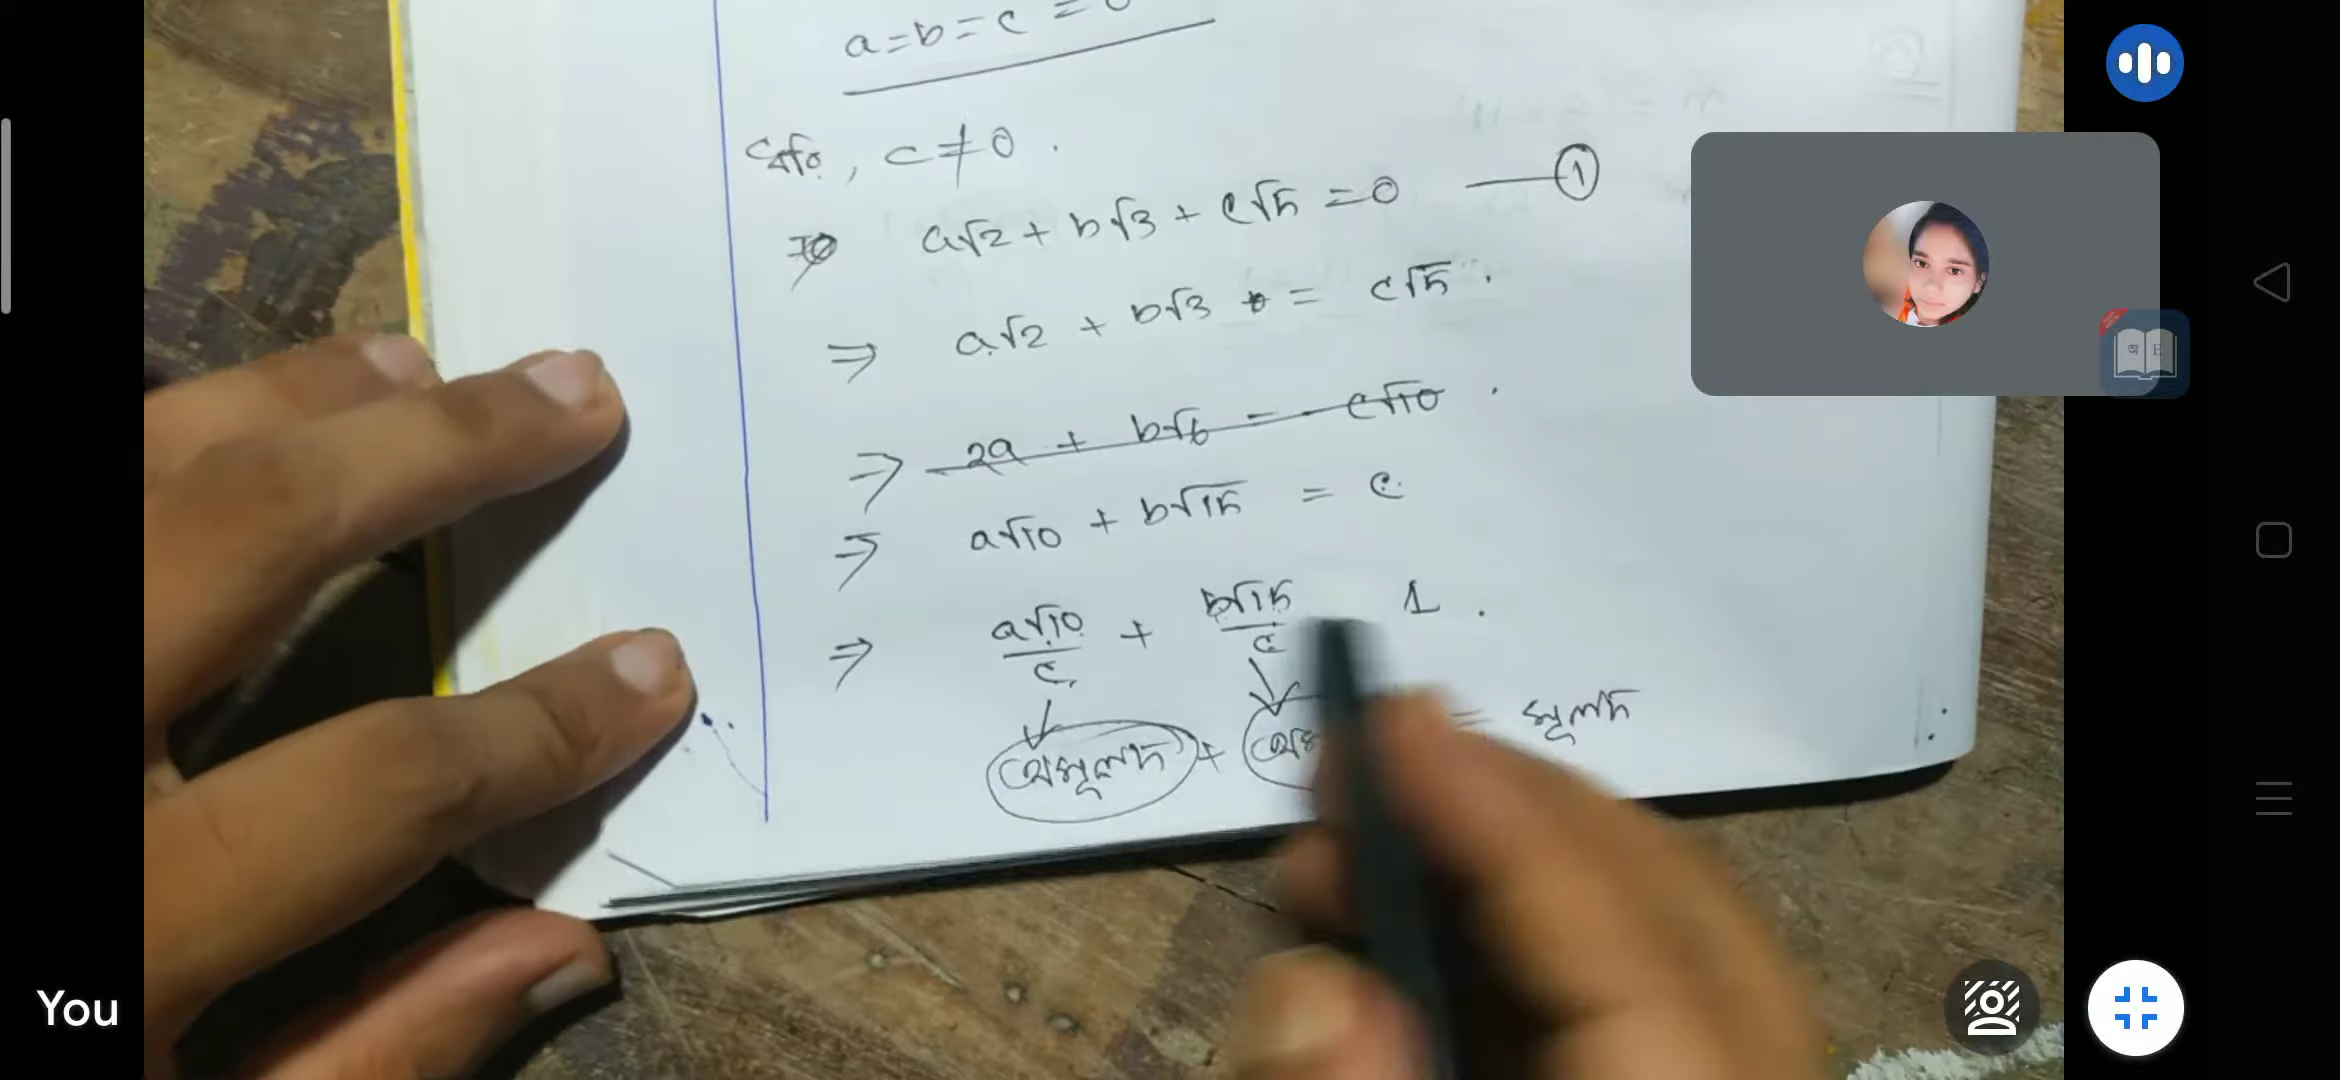 a=b=c =0
ধরি, c≠0.
⇒ a√2 + b√3 + c√5 =0 —①
⇒ a√2 + b√3 = c√5.
⇒ 2a + b√6 = - c√10.
⇒ a√10 + b√15 = c
⇒ a√10/c + b√15/c 1.
অমূলদ + = মূলদ
You